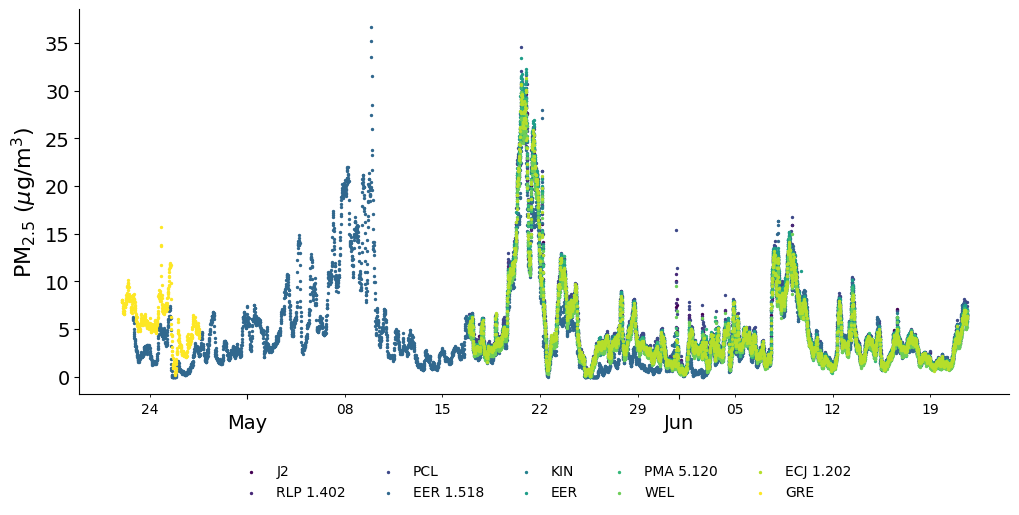 PM2.5 (μg/m3)
35
30
25
20
15
10
5
0
24 08 15 22 29 05 12 19
May Jun
J2 PCL KIN PMA 5.120 ECJ 1.202
RLP 1.402 EER 1.518 EER WEL GRE